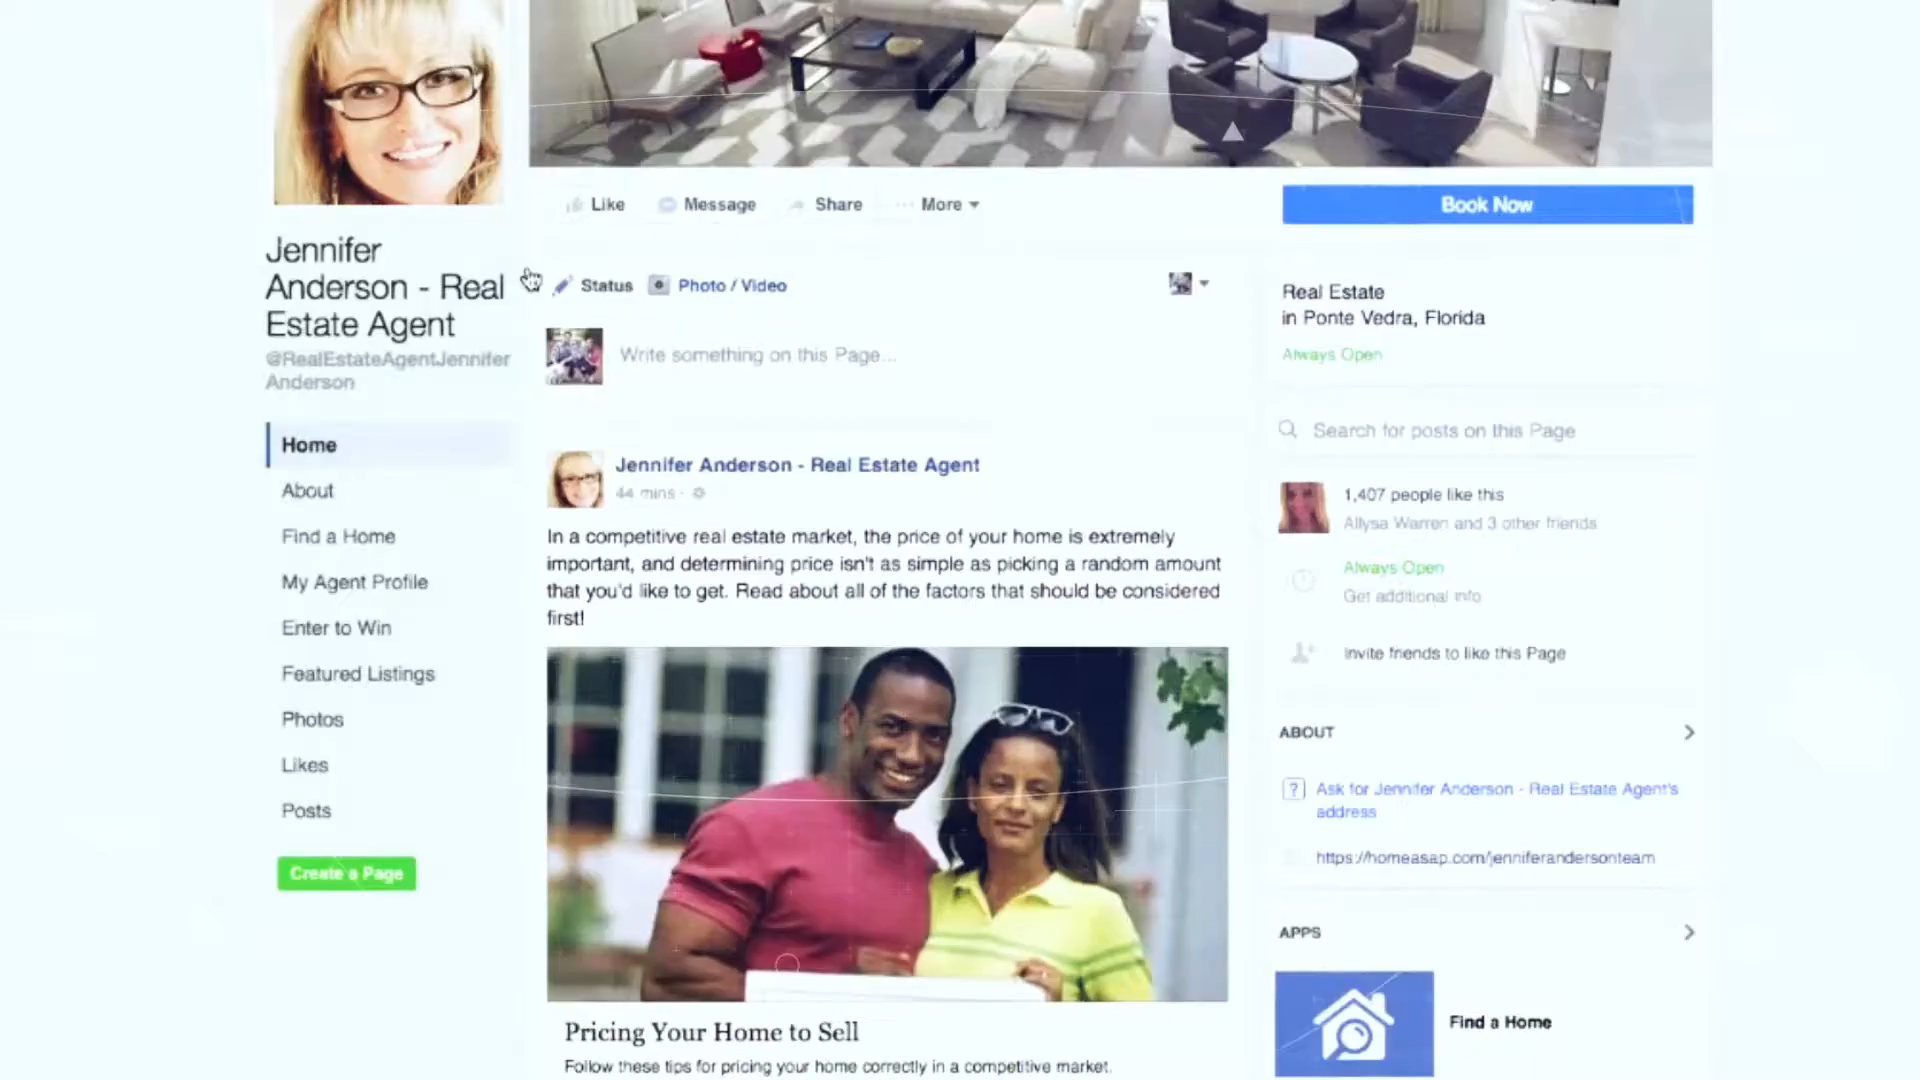 Like
Message
Share
More
Book Now
Jennifer
Anderson - Real
Estate Agent
@RealEstateAgentJennifer
Anderson
Home
About
Find a Home
My Agent Profile
Enter to Win
Featured Listings
Photos
Likes
Posts
Create a Page
Status
Photo / Video
Write something on this Page...
Jennifer Anderson - Real Estate Agent
44 mins ·
In a competitive real estate market, the price of your home is extremely
important, and determining price isn't as simple as picking a random amount
that you'd like to get. Read about all of the factors that should be considered
first!
Pricing Your Home to Sell
Follow these tips for pricing your home correctly in a competitive market.
Real Estate
in Ponte Vedra, Florida
Always Open
Search for posts on this Page
1,407 people like this
Allysa Warren and 3 other friends
Always Open
Get additional info
Invite friends to like this Page
ABOUT
? Ask for Jennifer Anderson - Real Estate Agent's
address
https://homeasap.com/jenniferandersonteam
APPS
Find a Home